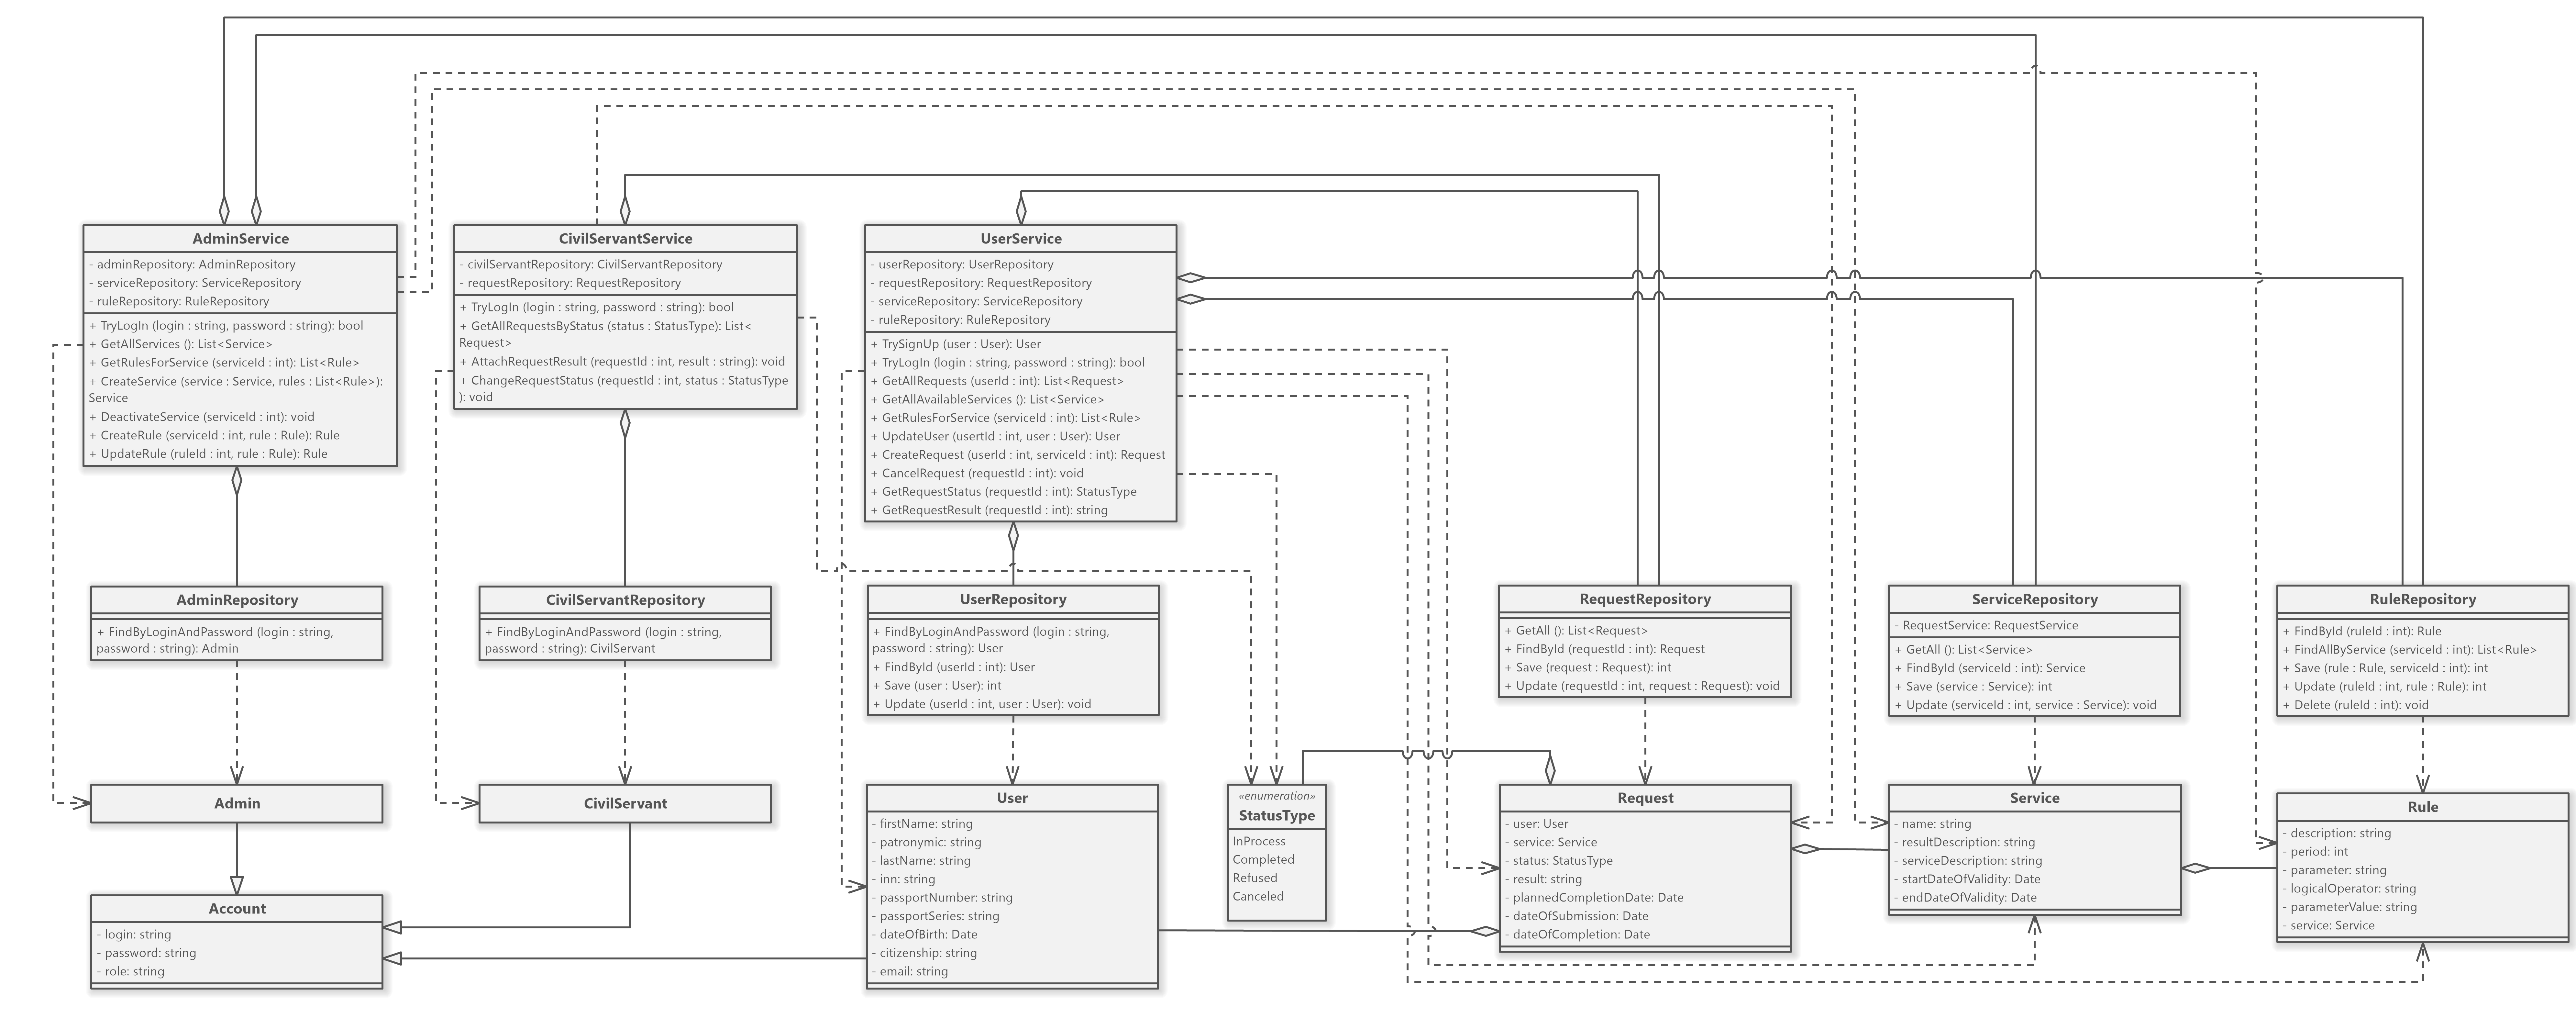 AdminService
- adminRepository: AdminRepository
- serviceRepository: ServiceRepository
- ruleRepository: RuleRepository
+ TryLogIn (login : string, password : string): bool
+ GetAllServices (): List<Service>
+ GetRulesForService (serviceId : int): List<Rule>
+ CreateService (service : Service, rules : List<Rule>):
Service
+ DeactivateService (serviceId : int): void
+ CreateRule (serviceId : int, rule : Rule): Rule
+ UpdateRule (ruleId : int, rule : Rule): Rule
CivilServantService
- civilServantRepository: CivilServantRepository
- requestRepository: RequestRepository
+ TryLogIn (login : string, password : string): bool
+ GetAllRequestsByStatus (status : StatusType): List<
Request>
+ AttachRequestResult (requestId : int, result : string): void
+ ChangeRequestStatus (requestId : int, status : StatusType
): void
UserService
- userRepository: UserRepository
- requestRepository: RequestRepository
- serviceRepository: ServiceRepository
- ruleRepository: RuleRepository
+ TrySignUp (user : User): User
+ TryLogIn (login : string, password : string): bool
+ GetAllRequests (userId : int): List<Request>
+ GetAllAvailableServices (): List<Service>
+ GetRulesForService (serviceId : int): List<Rule>
+ UpdateUser (usertId : int, user : User): User
+ CreateRequest (userId : int, serviceId : int): Request
+ CancelRequest (requestId : int): void
+ GetRequestStatus (requestId : int): StatusType
+ GetRequestResult (requestId : int): string
AdminRepository
+ FindByLoginAndPassword (login : string,
password : string): Admin
CivilServantRepository
+ FindByLoginAndPassword (login : string,
password : string): CivilServant
UserRepository
+ FindByLoginAndPassword (login : string,
password : string): User
+ FindById (userId : int): User
+ Save (user : User): int
+ Update (userId : int, user : User): void
RequestRepository
+ GetAll (): List<Request>
+ FindById (requestId : int): Request
+ Save (request : Request): int
+ Update (requestId : int, request : Request): void
ServiceRepository
- RequestService: RequestService
+ GetAll (): List<Service>
+ FindById (serviceId : int): Service
+ Save (service : Service): int
+ Update (serviceId : int, service : Service): void
RuleRepository
+ FindById (ruleId : int): Rule
+ FindAllByService (serviceId : int): List<Rule>
+ Save (rule : Rule, serviceId : int): int
+ Update (ruleId : int, rule : Rule): int
+ Delete (ruleId : int): void
Admin
CivilServant
User
- firstName: string
- patronymic: string
- lastName: string
- inn: string
- passportNumber: string
- passportSeries: string
- dateOfBirth: Date
- citizenship: string
- email: string
«enumeration»
StatusType
InProcess
Completed
Refused
Canceled
Request
- user: User
- service: Service
- status: StatusType
- result: string
- plannedCompletionDate: Date
- dateOfSubmission: Date
- dateOfCompletion: Date
Service
- name: string
- resultDescription: string
- serviceDescription: string
- startDateOfValidity: Date
- endDateOfValidity: Date
Rule
- description: string
- period: int
- parameter: string
- logicalOperator: string
- parameterValue: string
- service: Service
Account
- login: string
- password: string
- role: string